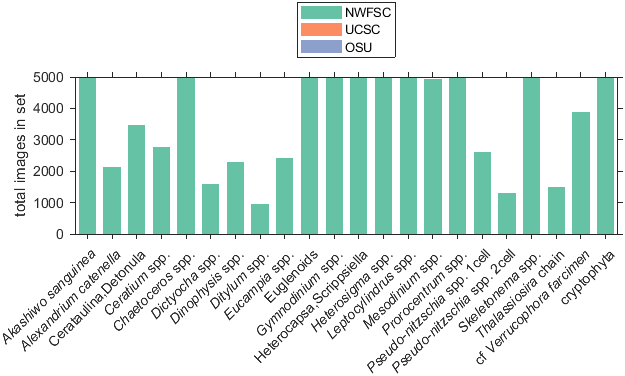 NWFSC
UCSC
OSU
total images in set
5000
4000
3000
2000
1000
0
Akashiwo sanguinea
Alexandrium catenella
Cerataulina,Detonula
Ceratium spp.
Chaetoceros spp.
Dictyocha spp.
Dinophysis spp.
Ditylum spp.
Eucampia spp.
Euglenoids
Gymnodinium spp.
Heterocapsa,Scrippsiella
Heterosigma spp.
Leptocylindrus spp.
Mesodinium spp.
Prorocentrum spp.
Pseudo-nitzschia spp. 1cell
Pseudo-nitzschia spp. 2cell
Skeletonema spp.
Thalassiosira chain
cf Verrucophora farcimen
cryptophyta